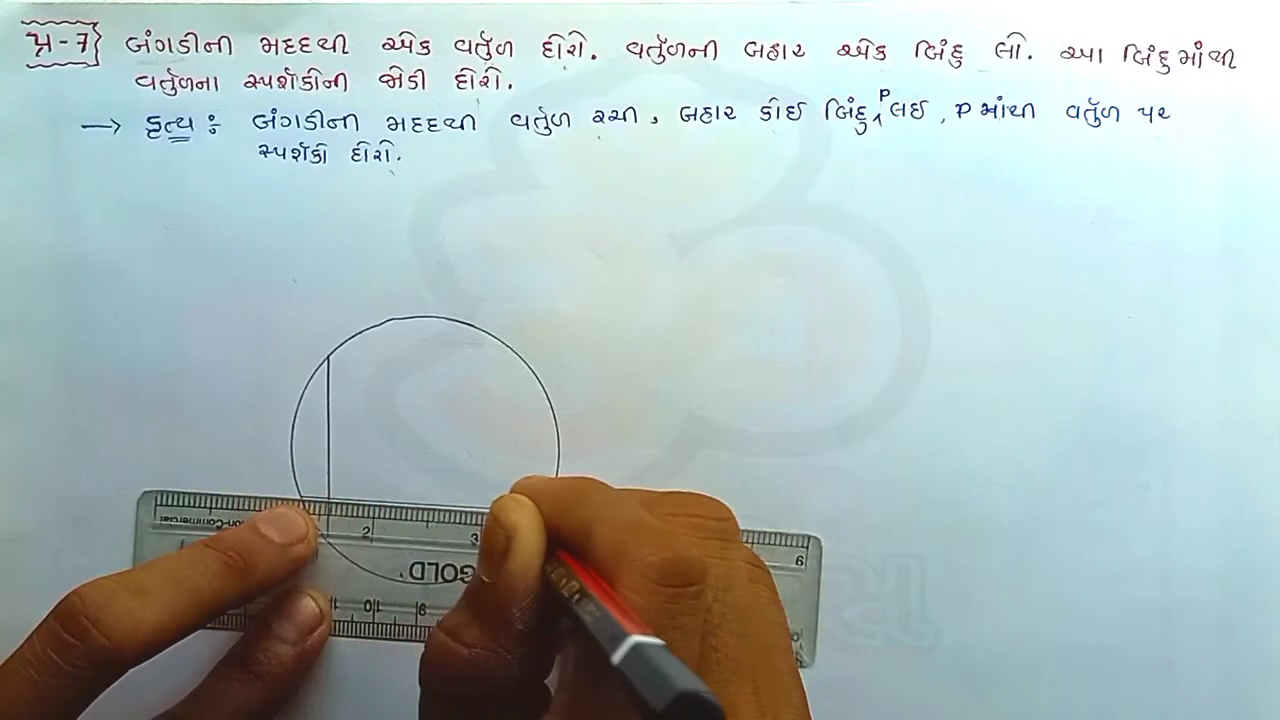 પ્ર-7} બંગડીની મદદથી એક વર્તુળ દોરો. વર્તુળની બહાર એક બિંદુ લો. આ બિંદુમાંથી
વર્તુળના સ્પર્શકોની જોડી દોરો.
→ કૃત્ય : બંગડીની મદદથી વર્તુળ રચી, બહાર કોઈ બિંદુ P લઈ, P માંથી વર્તુળ પર
સ્પર્શકો દોરો.